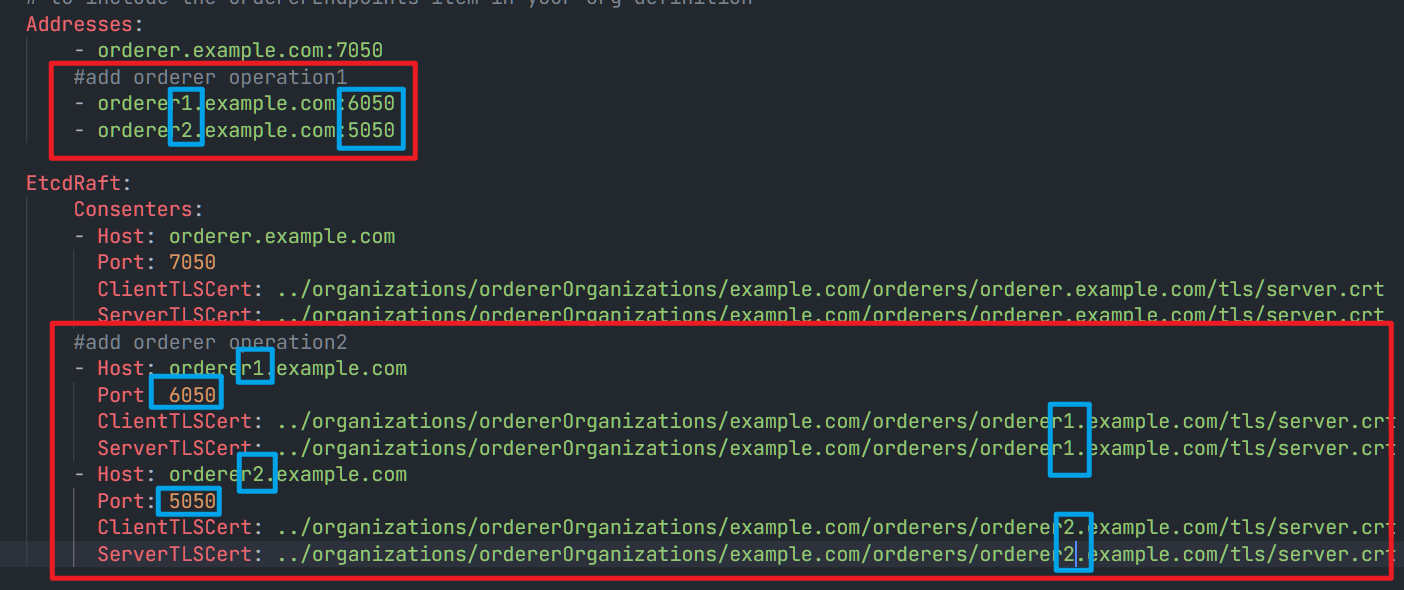 # to include the ordererEndpoints item in your org definition
Addresses:
- orderer.example.com:7050
#add orderer operation1
- orderer1.example.com:6050
- orderer2.example.com:5050
EtcdRaft:
Consenters:
- Host: orderer.example.com
Port: 7050
ClientTLSCert: ../organizations/ordererOrganizations/example.com/orderers/orderer.example.com/tls/server.crt
ServerTLSCert: ../organizations/ordererOrganizations/example.com/orderers/orderer.example.com/tls/server.crt
#add orderer operation2
- Host: orderer1.example.com
Port 6050
ClientTLSCert: ../organizations/ordererOrganizations/example.com/orderers/orderer1.example.com/tls/server.crt
ServerTLSCert: ../organizations/ordererOrganizations/example.com/orderers/orderer1.example.com/tls/server.crt
- Host: orderer2.example.com
Port: 5050
ClientTLSCert: ../organizations/ordererOrganizations/example.com/orderers/orderer2.example.com/tls/server.crt
ServerTLSCert: ../organizations/ordererOrganizations/example.com/orderers/orderer2.example.com/tls/server.crt